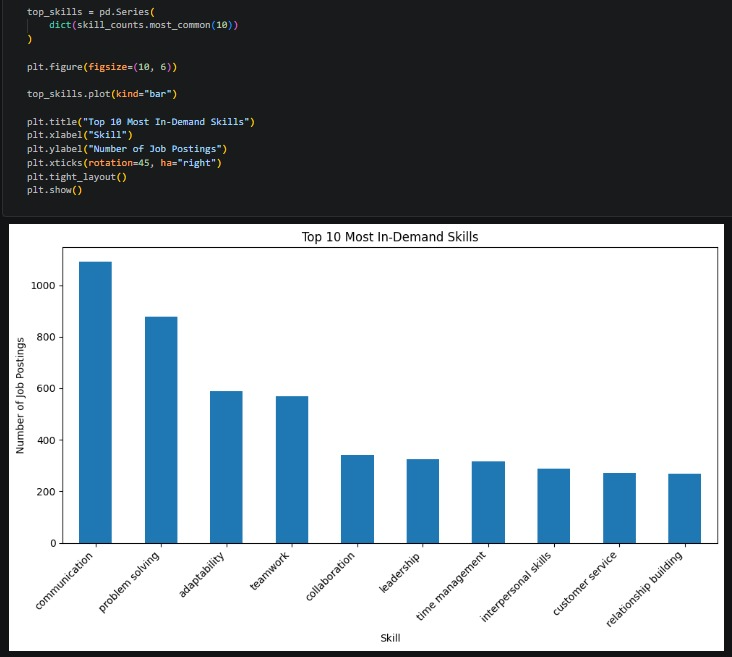 top_skills = pd.Series(
    dict(skill_counts.most_common(10))
)
plt.figure(figsize=(10, 6))
top_skills.plot(kind="bar")
plt.title("Top 10 Most In-Demand Skills")
plt.xlabel("Skill")
plt.ylabel("Number of Job Postings")
plt.xticks(rotation=45, ha="right")
plt.tight_layout()
plt.show()
Top 10 Most In-Demand Skills
Number of Job Postings
1000
800
600
400
200
0
communication
problem solving
adaptability
teamwork
collaboration
leadership
time management
interpersonal skills
customer service
relationship building
Skill